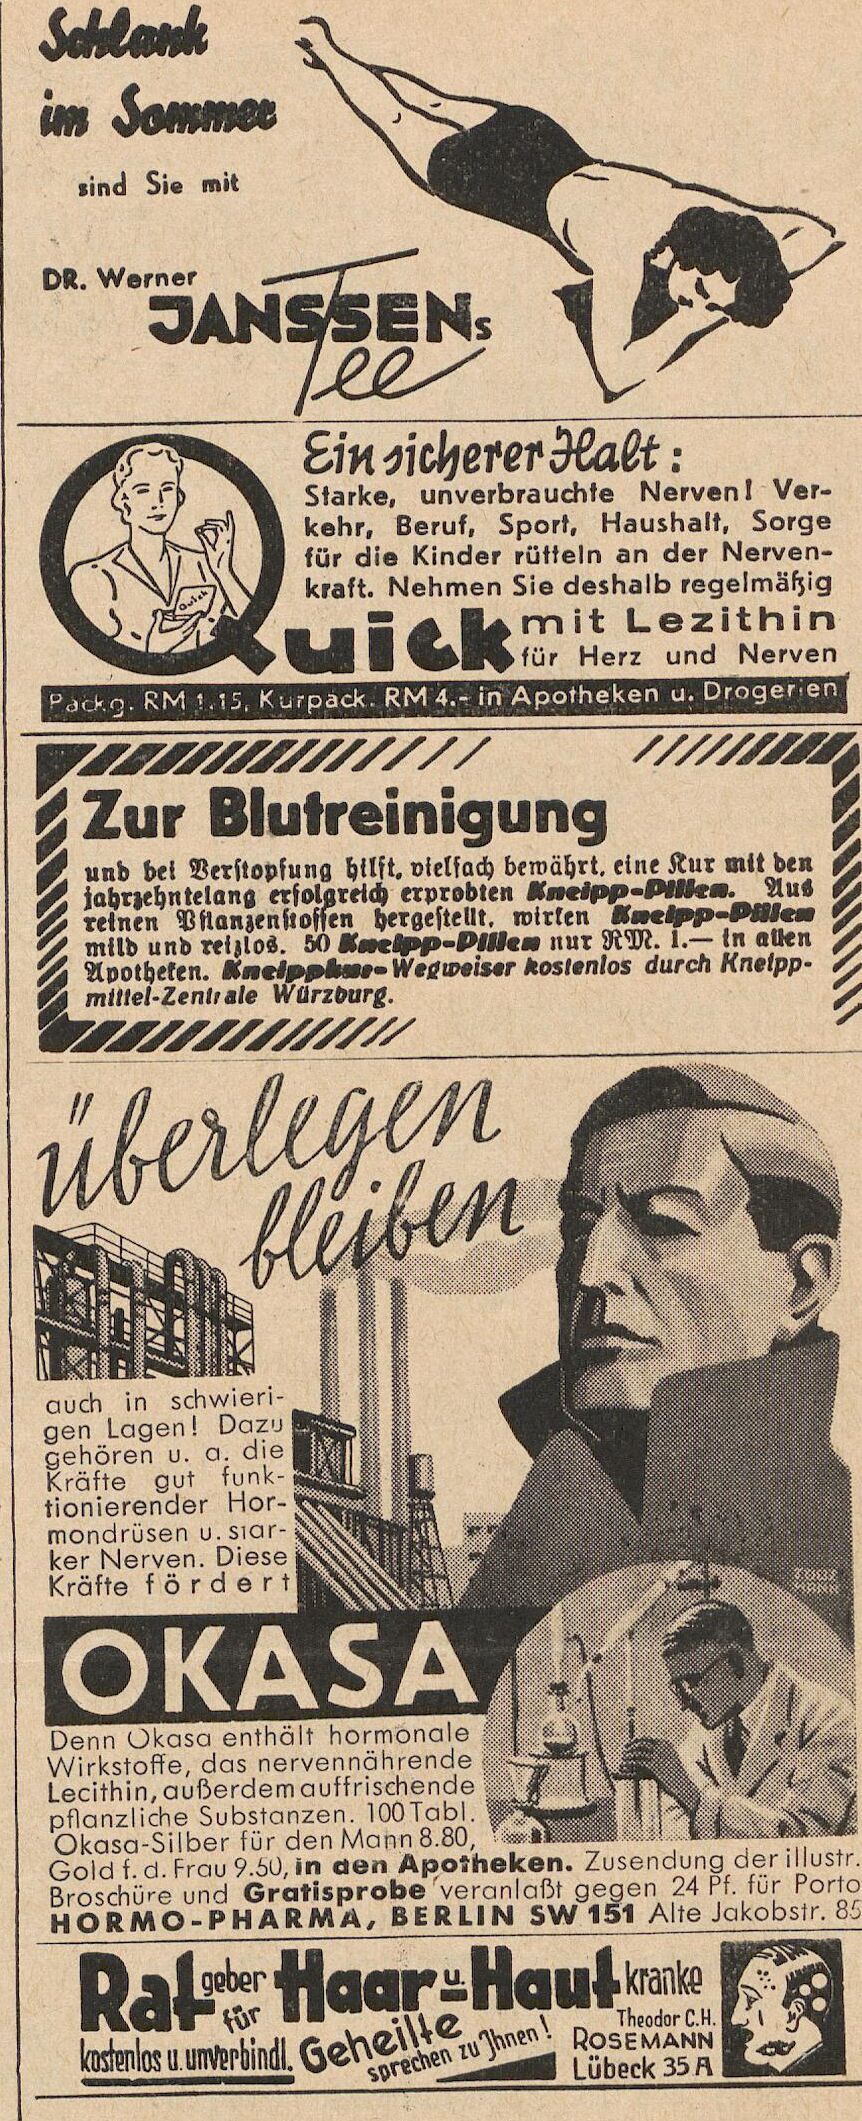 Schlank
im Sommer
sind Sie mit
DR. Werner
JANSSENs
Tee
Ein sicherer Halt:
Starke, unverbrauchte Nerven! Ver-
kehr, Beruf, Sport, Haushalt, Sorge
für die Kinder rütteln an der Nerven-
kraft. Nehmen Sie deshalb regelmäßig
Quick
Quick mit Lezithin
für Herz und Nerven
Packg. RM 1.15, Kurpack. RM 4.- in Apotheken u. Drogerien
Zur Blutreinigung
und bei Verstopfung hilft, vielfach bewährt, eine Kur mit den
jahrzehntelang erfolgreich erprobten Kneipp-Pillen. Aus
reinen Pflanzenstoffen hergestellt, wirken Kneipp-Pillen
mild und reizlos. 50 Kneipp-Pillen nur RM. 1.— in allen
Apotheken. Kneippkur-Wegweiser kostenlos durch Kneipp-
mittel-Zentrale Würzburg.
überlegen
bleiben
auch in schwieri-
gen Lagen! Dazu
gehören u. a. die
Kräfte gut funk-
tionierender Hor-
mondrüsen u. star-
ker Nerven. Diese
Kräfte fördert
OKASA
Denn Okasa enthält hormonale
Wirkstoffe, das nervennährende
Lecithin, außerdem auffrischende
pflanzliche Substanzen. 100 Tabl.
Okasa-Silber für den Mann 8.80,
Gold f. d. Frau 9.50, in den Apotheken. Zusendung der illustr.
Broschüre und Gratisprobe veranlaßt gegen 24 Pf. für Porto
HORMO-PHARMA, BERLIN SW 151 Alte Jakobstr. 85
Ratgeber für Haar- u. Hautkranke
kostenlos u. unverbindl. Geheilte
sprechen zu Ihnen!
Theodor C.H.
ROSEMANN
Lübeck 35 A